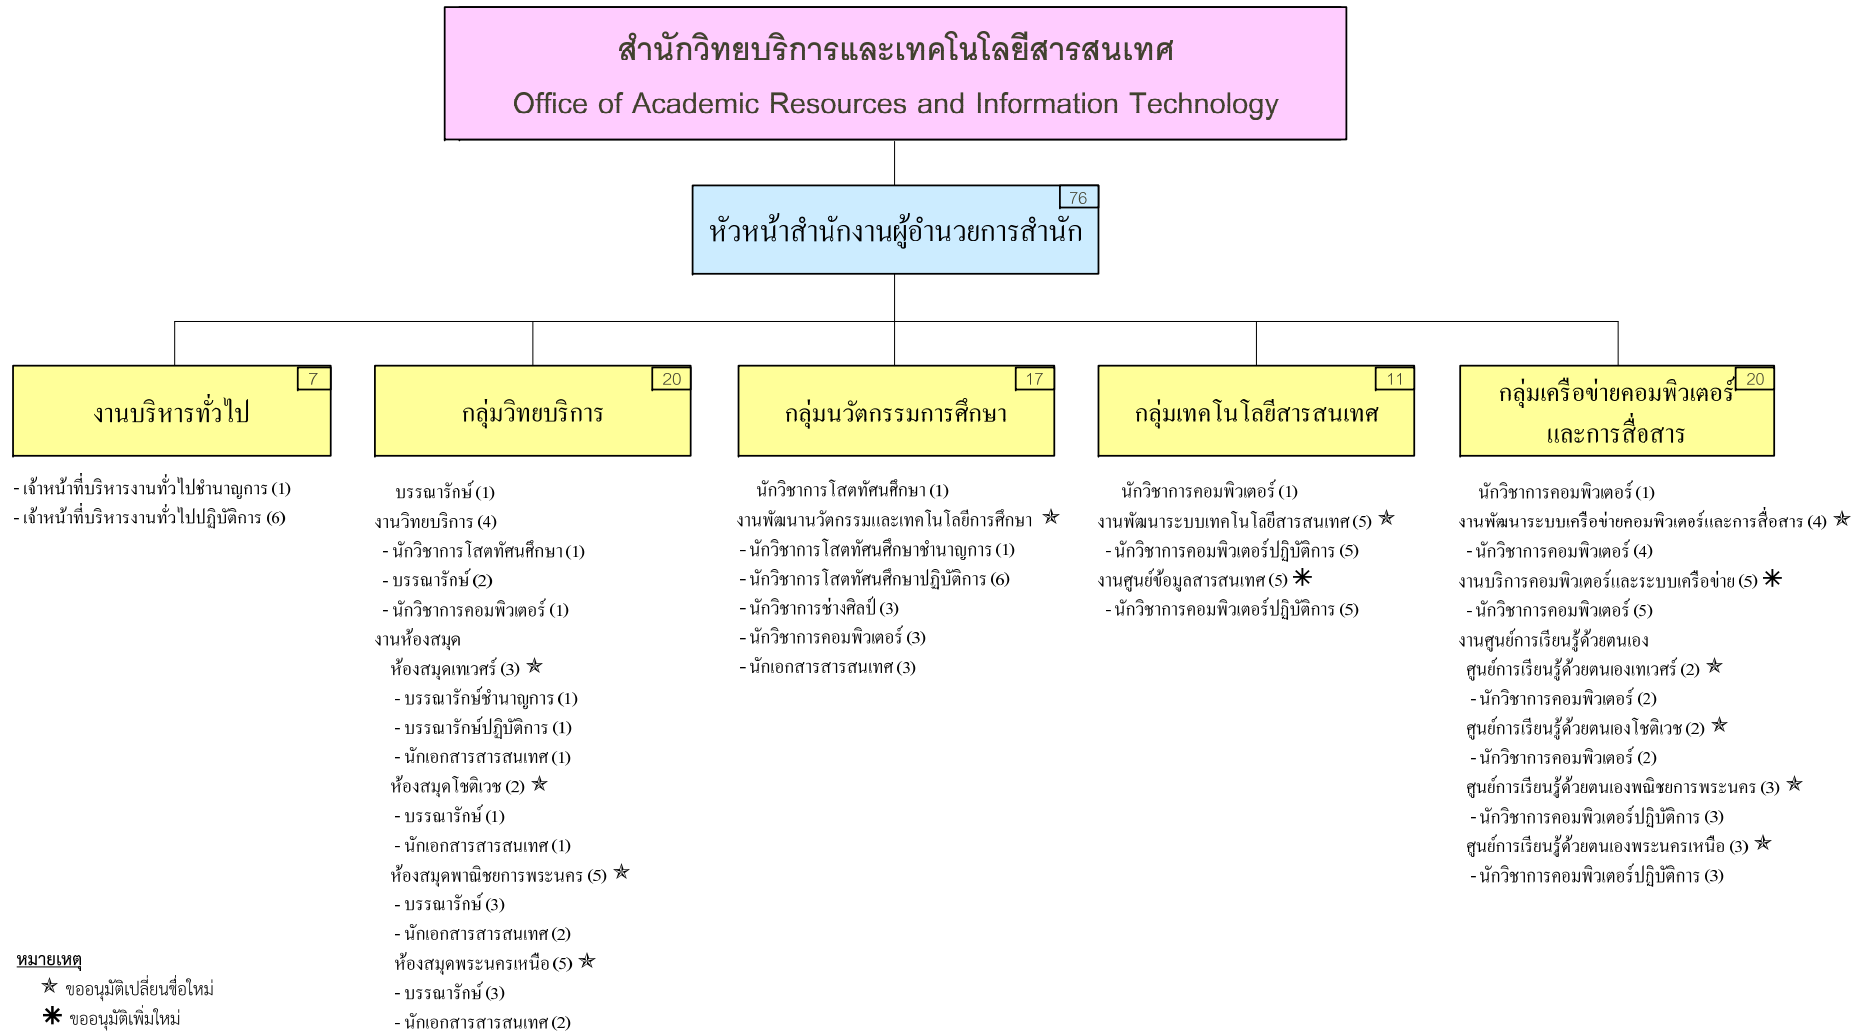 สำนักวิทยบริการและเทคโนโลยีสารสนเทศ
Office of Academic Resources and Information Technology
76
หัวหน้าสำนักงานผู้อำนวยการสำนัก
7
งานบริหารทั่วไป
- เจ้าหน้าที่บริหารงานทั่วไปชำนาญการ (1)
- เจ้าหน้าที่บริหารงานทั่วไปปฏิบัติการ (6)
20
กลุ่มวิทยบริการ
บรรณารักษ์ (1)
งานวิทยบริการ (4)
- นักวิชาการโสตทัศนศึกษา (1)
- บรรณารักษ์ (2)
- นักวิชาการคอมพิวเตอร์ (1)
งานห้องสมุด
ห้องสมุดเทเวศร์ (3) ✯
- บรรณารักษ์ชำนาญการ (1)
- บรรณารักษ์ปฏิบัติการ (1)
- นักเอกสารสารสนเทศ (1)
ห้องสมุดโชติเวช (2) ✯
- บรรณารักษ์ (1)
- นักเอกสารสารสนเทศ (1)
ห้องสมุดพาณิชยการพระนคร (5) ✯
- บรรณารักษ์ (3)
- นักเอกสารสารสนเทศ (2)
ห้องสมุดพระนครเหนือ (5) ✯
- บรรณารักษ์ (3)
- นักเอกสารสารสนเทศ (2)
17
กลุ่มนวัตกรรมการศึกษา
นักวิชาการโสตทัศนศึกษา (1)
งานพัฒนานวัตกรรมและเทคโนโลยีการศึกษา ✯
- นักวิชาการโสตทัศนศึกษาชำนาญการ (1)
- นักวิชาการโสตทัศนศึกษาปฏิบัติการ (6)
- นักวิชาการช่างศิลป์ (3)
- นักวิชาการคอมพิวเตอร์ (3)
- นักเอกสารสารสนเทศ (3)
11
กลุ่มเทคโนโลยีสารสนเทศ
นักวิชาการคอมพิวเตอร์ (1)
งานพัฒนาระบบเทคโนโลยีสารสนเทศ (5) ✯
- นักวิชาการคอมพิวเตอร์ปฏิบัติการ (5)
งานศูนย์ข้อมูลสารสนเทศ (5) ✳
- นักวิชาการคอมพิวเตอร์ปฏิบัติการ (5)
20
กลุ่มเครือข่ายคอมพิวเตอร์
และการสื่อสาร
นักวิชาการคอมพิวเตอร์ (1)
งานพัฒนาระบบเครือข่ายคอมพิวเตอร์และการสื่อสาร (4) ✯
- นักวิชาการคอมพิวเตอร์ (4)
งานบริการคอมพิวเตอร์และระบบเครือข่าย (5) ✳
- นักวิชาการคอมพิวเตอร์ (5)
งานศูนย์การเรียนรู้ด้วยตนเอง
ศูนย์การเรียนรู้ด้วยตนเองเทเวศร์ (2) ✯
- นักวิชาการคอมพิวเตอร์ (2)
ศูนย์การเรียนรู้ด้วยตนเองโชติเวช (2) ✯
- นักวิชาการคอมพิวเตอร์ (2)
ศูนย์การเรียนรู้ด้วยตนเองพณิชยการพระนคร (3) ✯
- นักวิชาการคอมพิวเตอร์ปฏิบัติการ (3)
ศูนย์การเรียนรู้ด้วยตนเองพระนครเหนือ (3) ✯
- นักวิชาการคอมพิวเตอร์ปฏิบัติการ (3)
หมายเหตุ
✯ ขออนุมัติเปลี่ยนชื่อใหม่
✳ ขออนุมัติเพิ่มใหม่